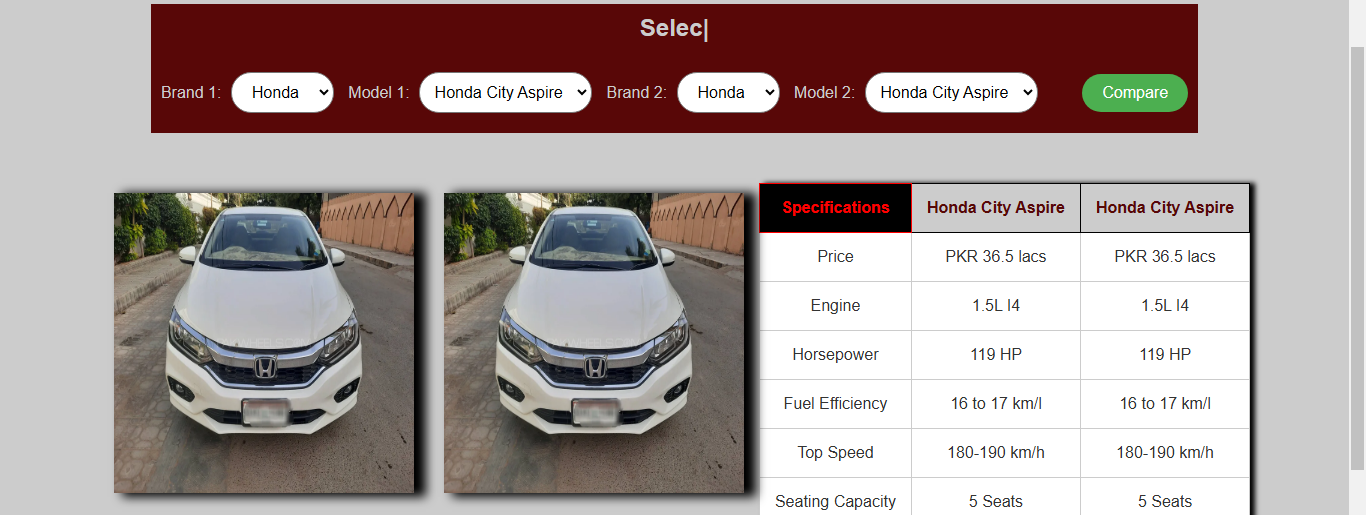 Selec|
Brand 1: Honda Model 1: Honda City Aspire Brand 2: Honda Model 2: Honda City Aspire Compare
Specifications Honda City Aspire Honda City Aspire
Price PKR 36.5 lacs PKR 36.5 lacs
Engine 1.5L I4 1.5L I4
Horsepower 119 HP 119 HP
Fuel Efficiency 16 to 17 km/l 16 to 17 km/l
Top Speed 180-190 km/h 180-190 km/h
Seating Capacity 5 Seats 5 Seats